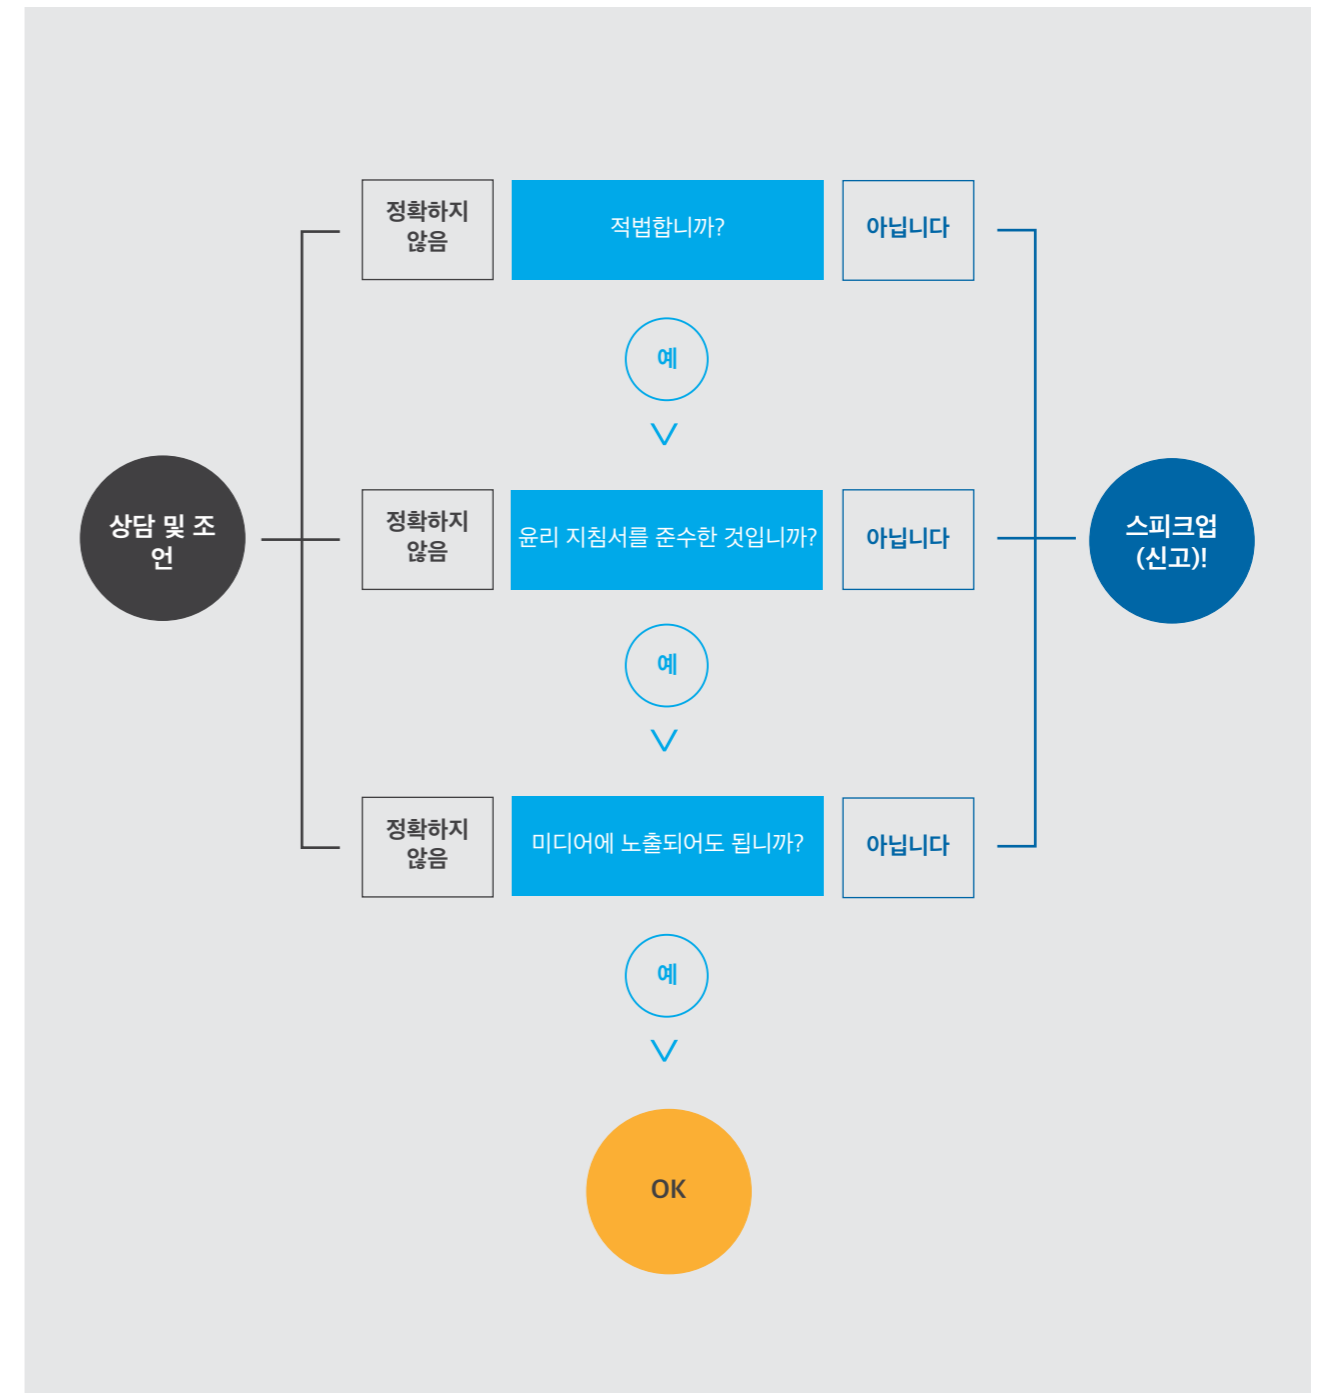 정확하지
않음
적법합니까?
아닙니다
예
상담 및 조
언
정확하지
않음
윤리 지침서를 준수한 것입니까?
아닙니다
스피크업
(신고)!
예
정확하지
않음
미디어에 노출되어도 됩니까?
아닙니다
예
OK